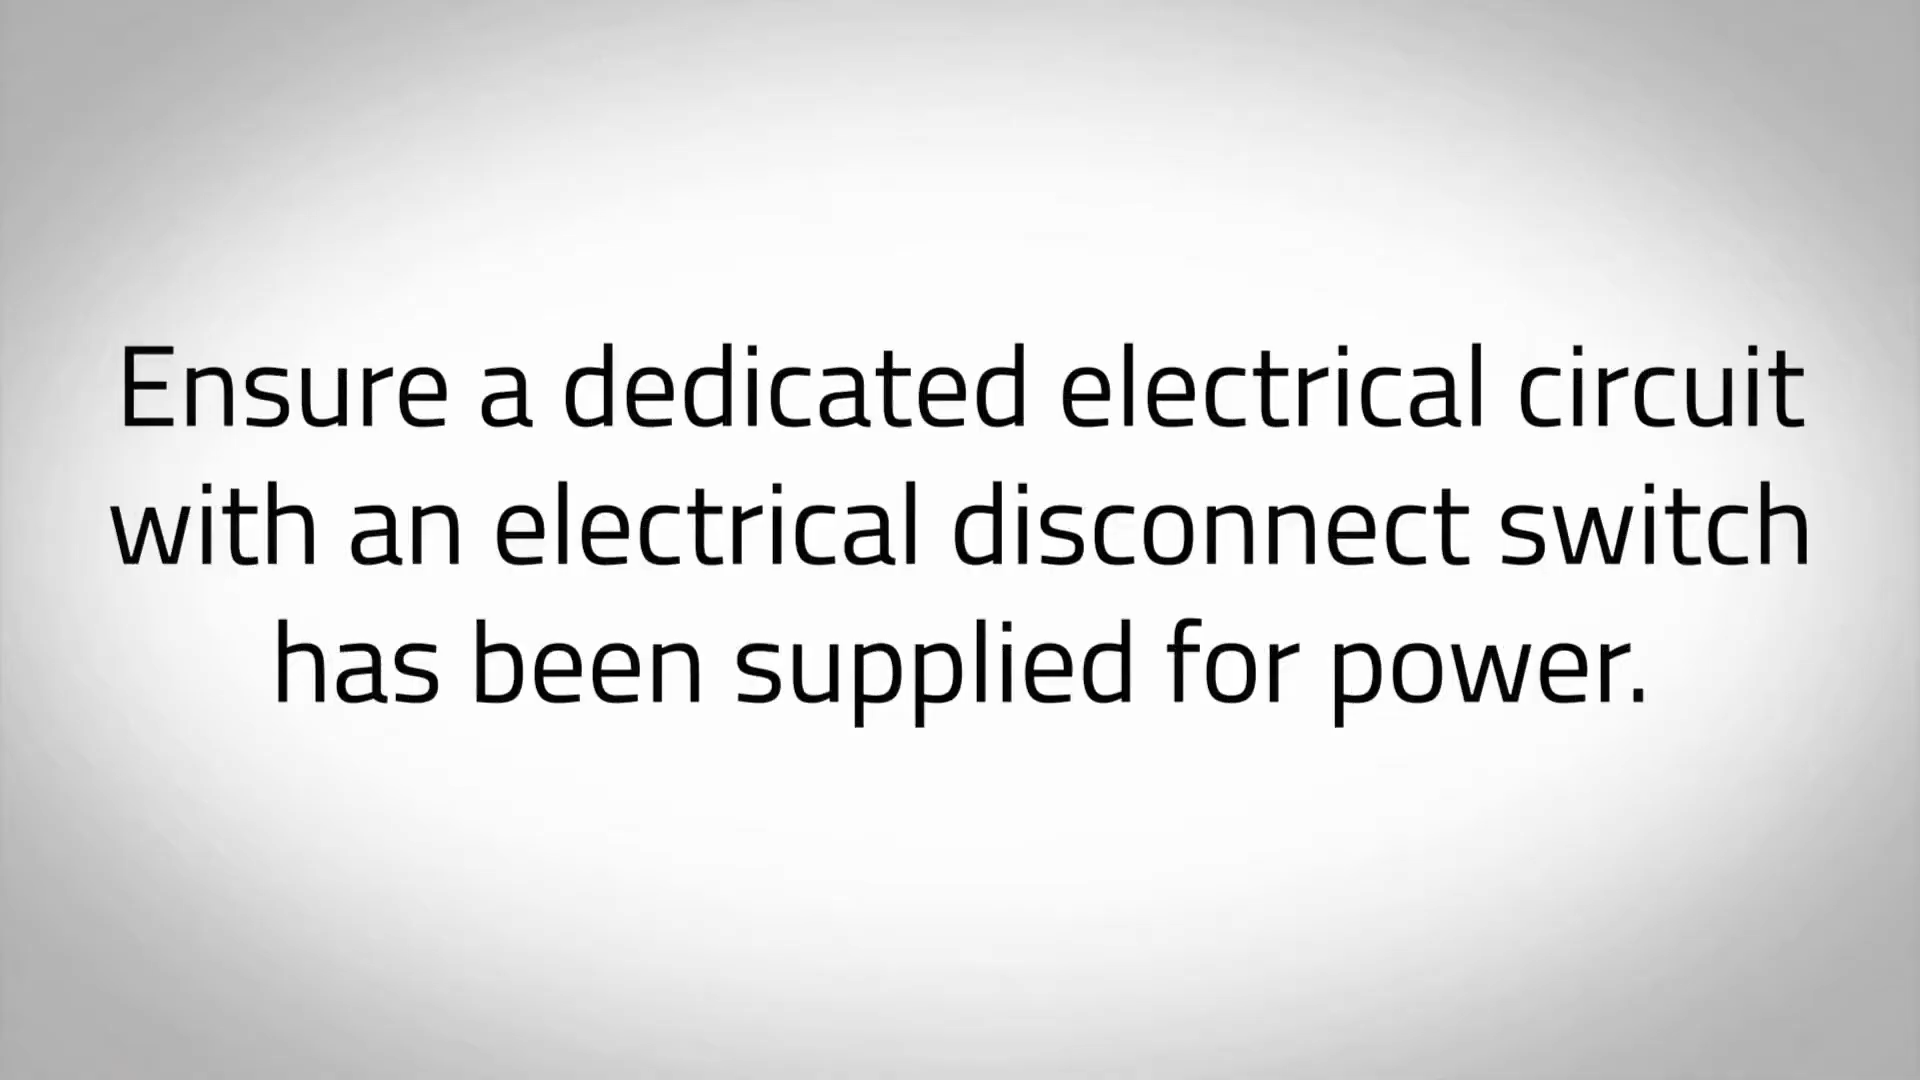 Ensure a dedicated electrical circuit
with an electrical disconnect switch
has been supplied for power.